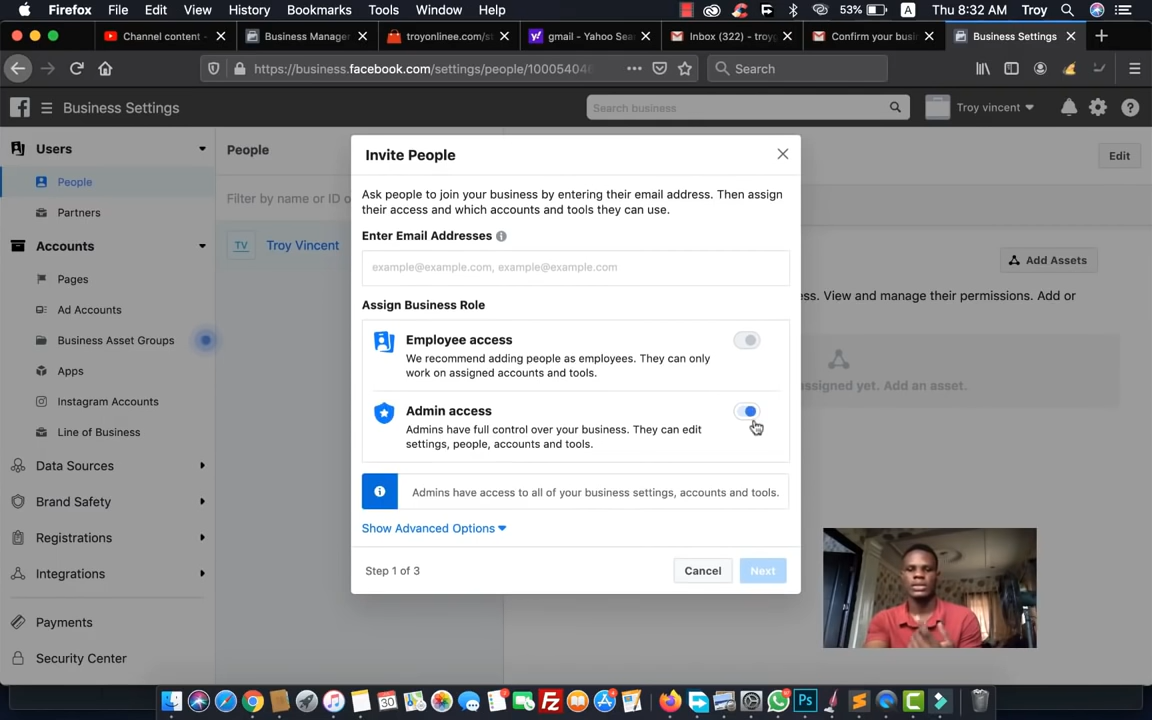 Firefox File Edit View History Bookmarks Tools Window Help 53% A Thu 8:32 AM Troy
Channel content - Business Manage troyonlinee.com/s gmail - Yahoo Sea Inbox (322) - troyg Confirm your busi Business Settings
https://business.facebook.com/settings/people/10005404 Search
Business Settings Search business Troy vincent
Users
People
Partners
Accounts
Pages
Ad Accounts
Business Asset Groups
Apps
Instagram Accounts
Line of Business
Data Sources
Brand Safety
Registrations
Integrations
Payments
Security Center
People
Filter by name or ID o
TV Troy Vincent
Invite People
Ask people to join your business by entering their email address. Then assign
their access and which accounts and tools they can use.
Enter Email Addresses
example@example.com, example@example.com
Assign Business Role
Employee access
We recommend adding people as employees. They can only
work on assigned accounts and tools.
Admin access
Admins have full control over your business. They can edit
settings, people, accounts and tools.
Admins have access to all of your business settings, accounts and tools.
Show Advanced Options
Step 1 of 3 Cancel Next
Edit
Add Assets
ess. View and manage their permissions. Add or
assigned yet. Add an asset.
30
Fz
Ps